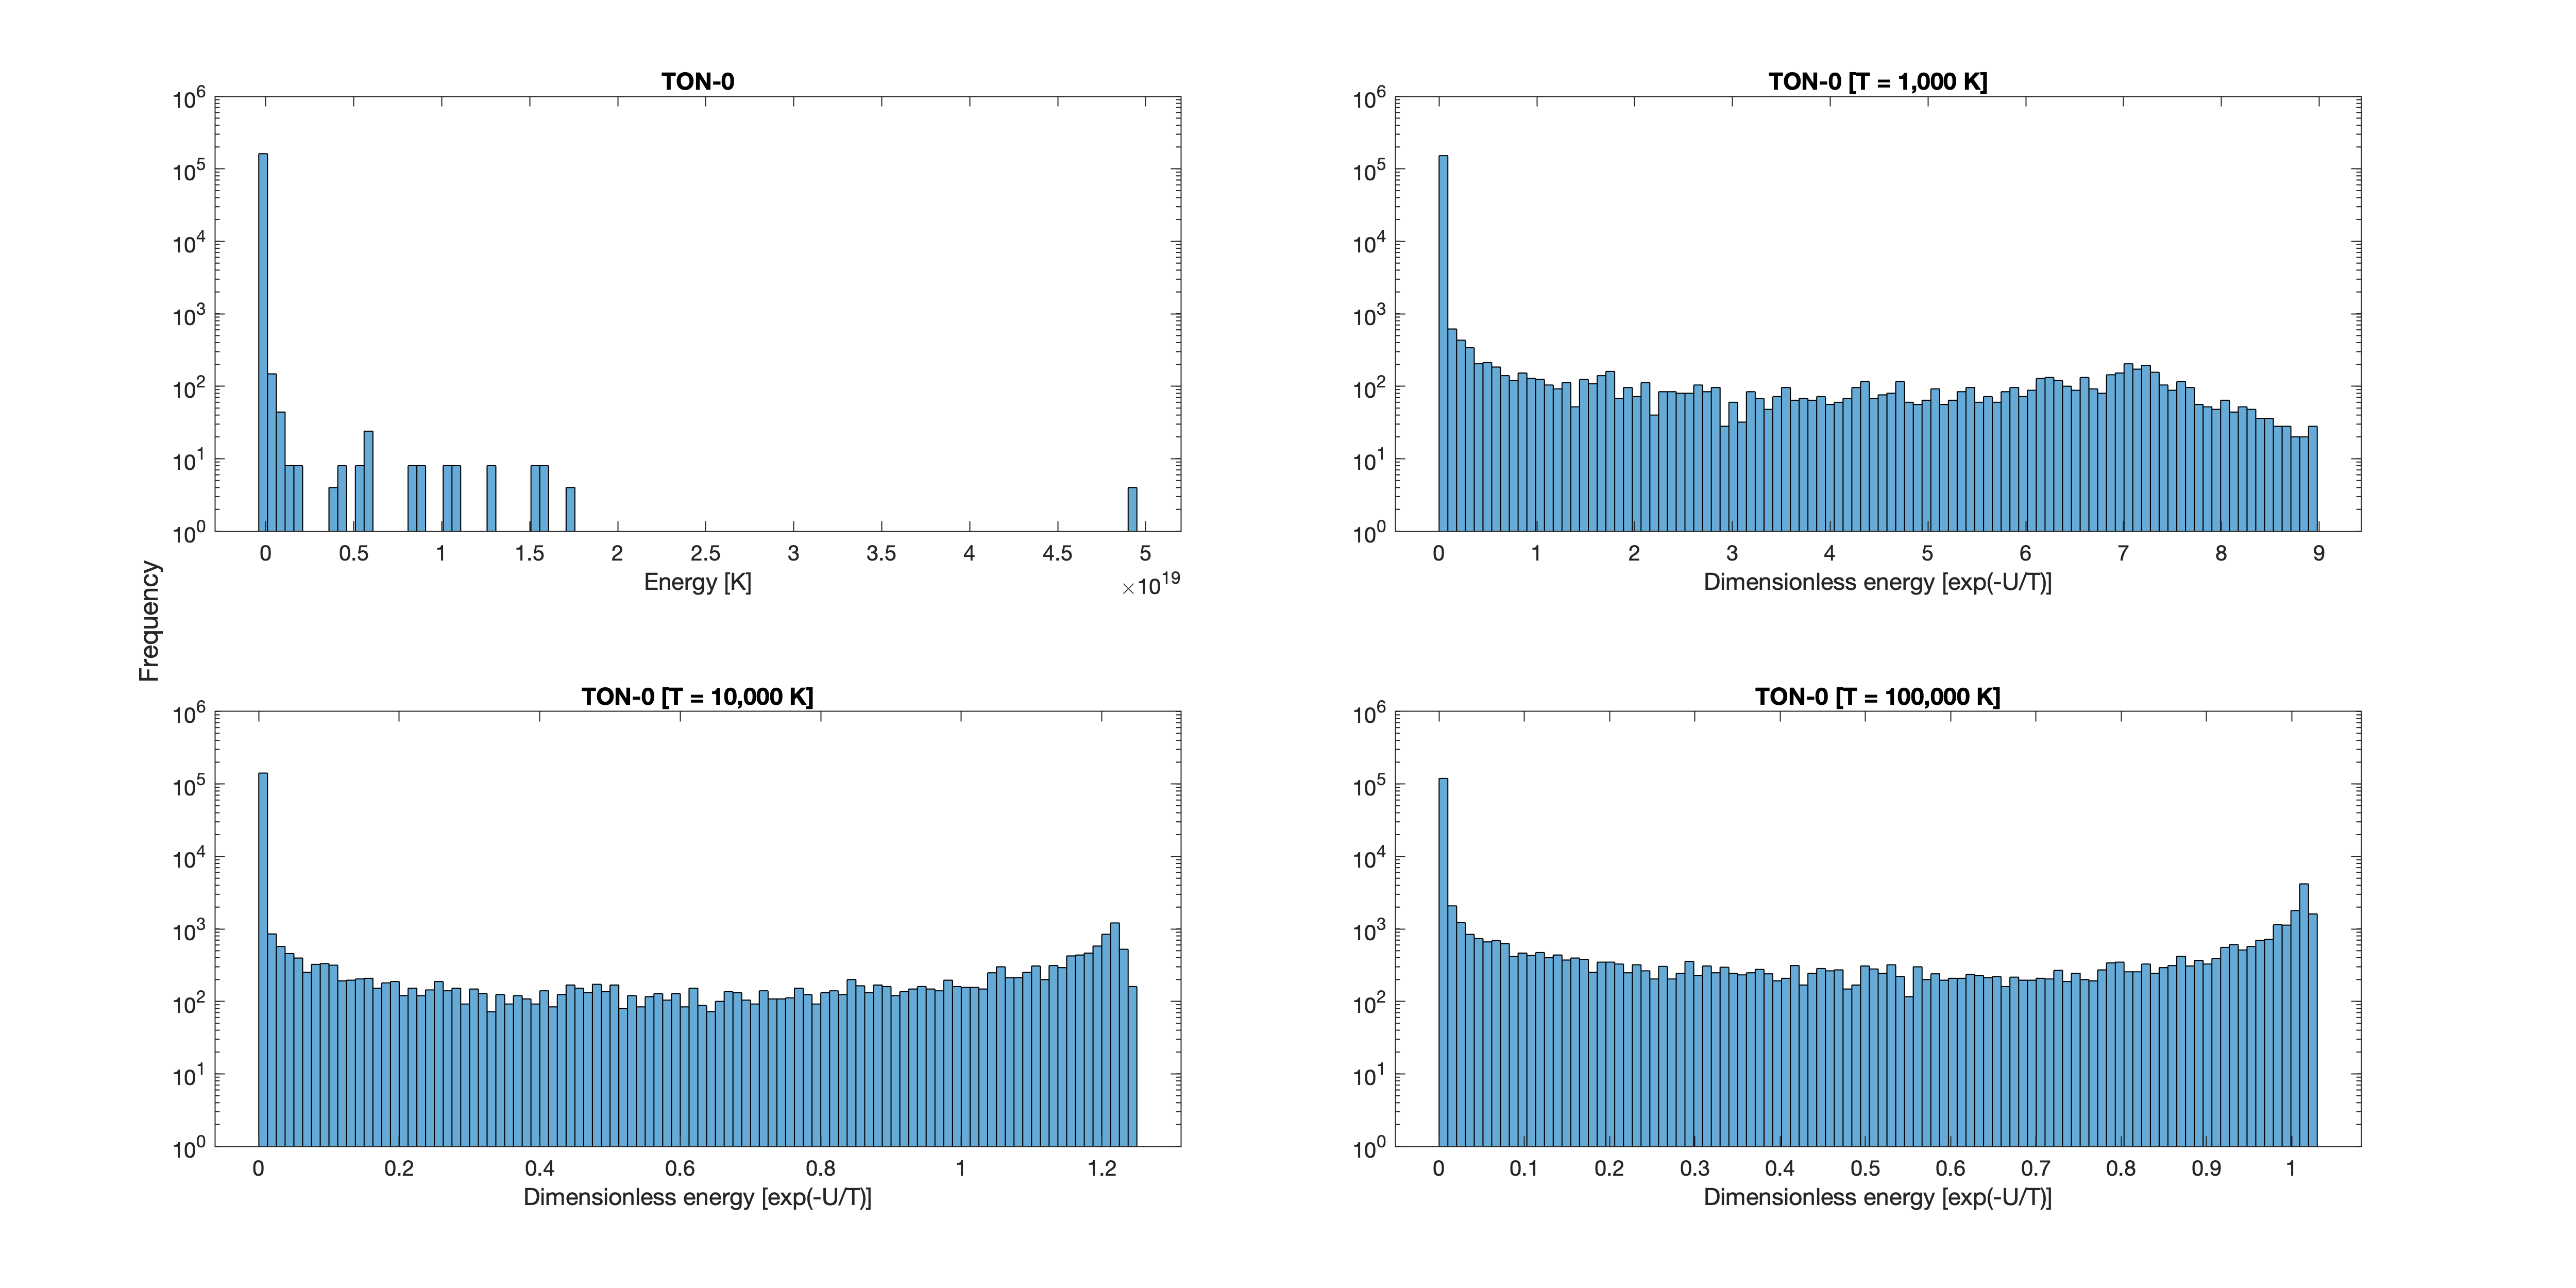 TON-0
10^6
10^5
10^4
10^3
10^2
10^1
10^0
0 0.5 1 1.5 2 2.5 3 3.5 4 4.5 5
Energy [K]
×10^19
TON-0 [T = 1,000 K]
10^6
10^5
10^4
10^3
10^2
10^1
10^0
0 1 2 3 4 5 6 7 8 9
Dimensionless energy [exp(-U/T)]
Frequency
TON-0 [T = 10,000 K]
10^6
10^5
10^4
10^3
10^2
10^1
10^0
0 0.2 0.4 0.6 0.8 1 1.2
Dimensionless energy [exp(-U/T)]
TON-0 [T = 100,000 K]
10^6
10^5
10^4
10^3
10^2
10^1
10^0
0 0.1 0.2 0.3 0.4 0.5 0.6 0.7 0.8 0.9 1
Dimensionless energy [exp(-U/T)]